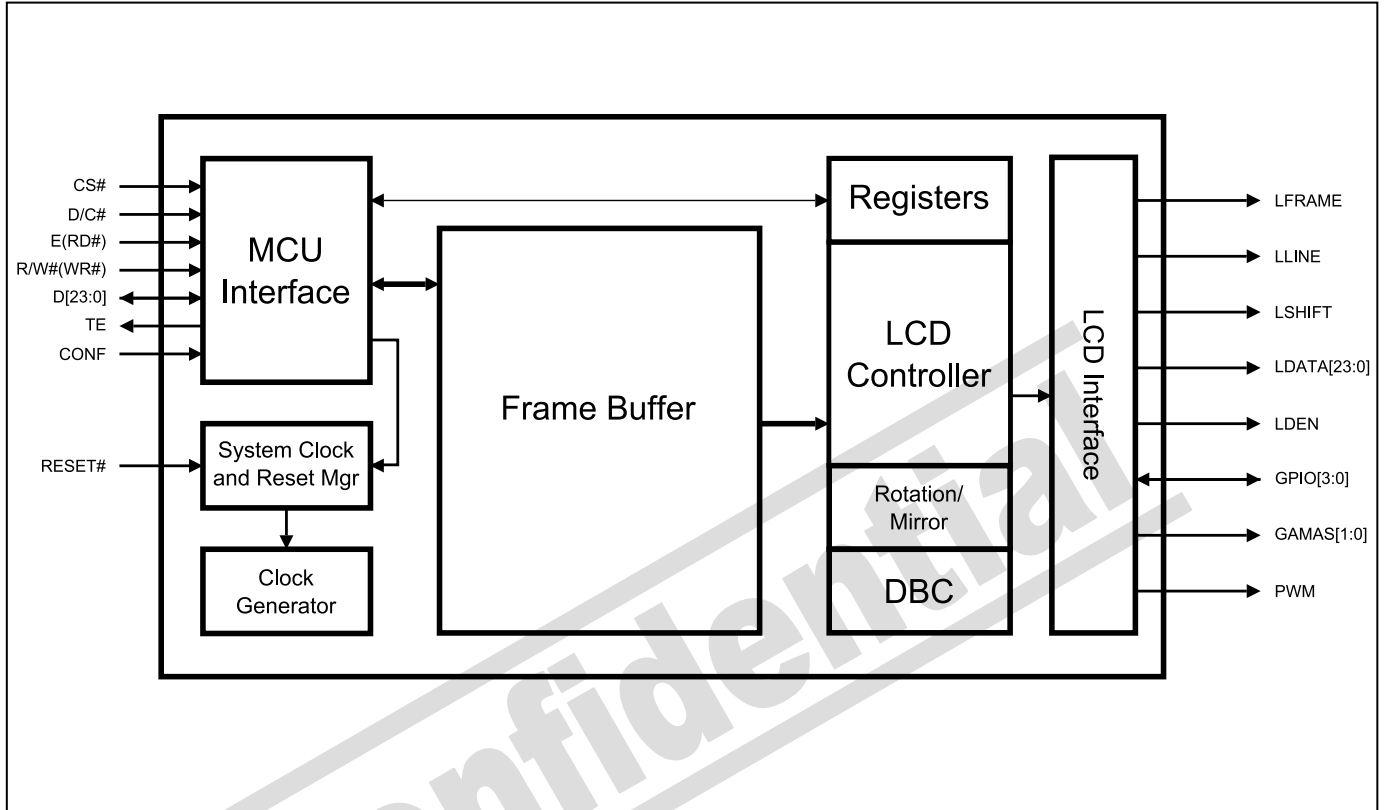 CS#
D/C#
E(RD#)
R/W#(WR#)
D[23:0]
TE
CONF
RESET#
MCU
Interface
System Clock
and Reset Mgr
Clock
Generator
Frame Buffer
Registers
LCD
Controller
Rotation/
Mirror
DBC
LCD Interface
LFRAME
LLINE
LSHIFT
LDATA[23:0]
LDEN
GPIO[3:0]
GAMAS[1:0]
PWM